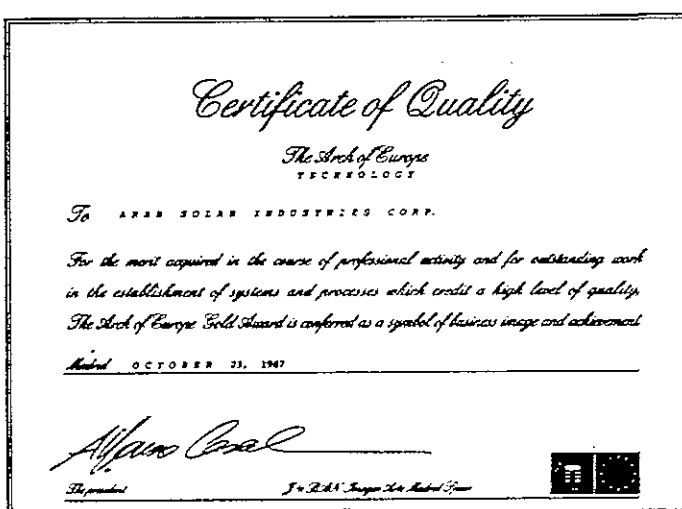 Certificate of Quality
The Arch of Europe
TECHNOLOGY
To ARAB SOLAR INDUSTRIES CORP.
For the merit acquired in the course of professional activity and for outstanding work
in the establishment of systems and processes which credit a high level of quality,
The Arch of Europe Gold Award is conferred as a symbol of business image and achievement
Madrid OCTOBER 23, 1987
The president
Madrid Spain